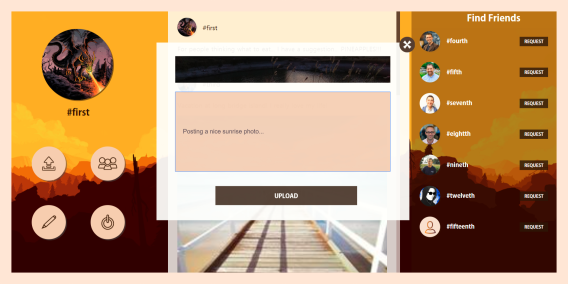 #first
#first
Posting a nice sunrise photo...
UPLOAD
Find Friends
#fourth REQUEST
#fifth REQUEST
#seventh REQUEST
#eightth REQUEST
#nineth REQUEST
#twelveth REQUEST
#fifteenth REQUEST